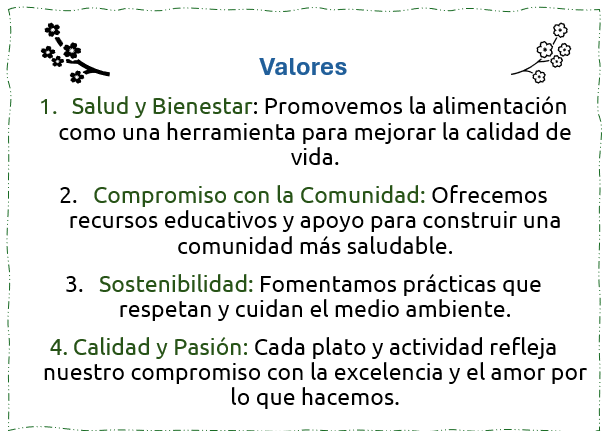 Valores
1. Salud y Bienestar: Promovemos la alimentación
como una herramienta para mejorar la calidad de
vida.
2. Compromiso con la Comunidad: Ofrecemos
recursos educativos y apoyo para construir una
comunidad más saludable.
3. Sostenibilidad: Fomentamos prácticas que
respetan y cuidan el medio ambiente.
4. Calidad y Pasión: Cada plato y actividad refleja
nuestro compromiso con la excelencia y el amor por
lo que hacemos.